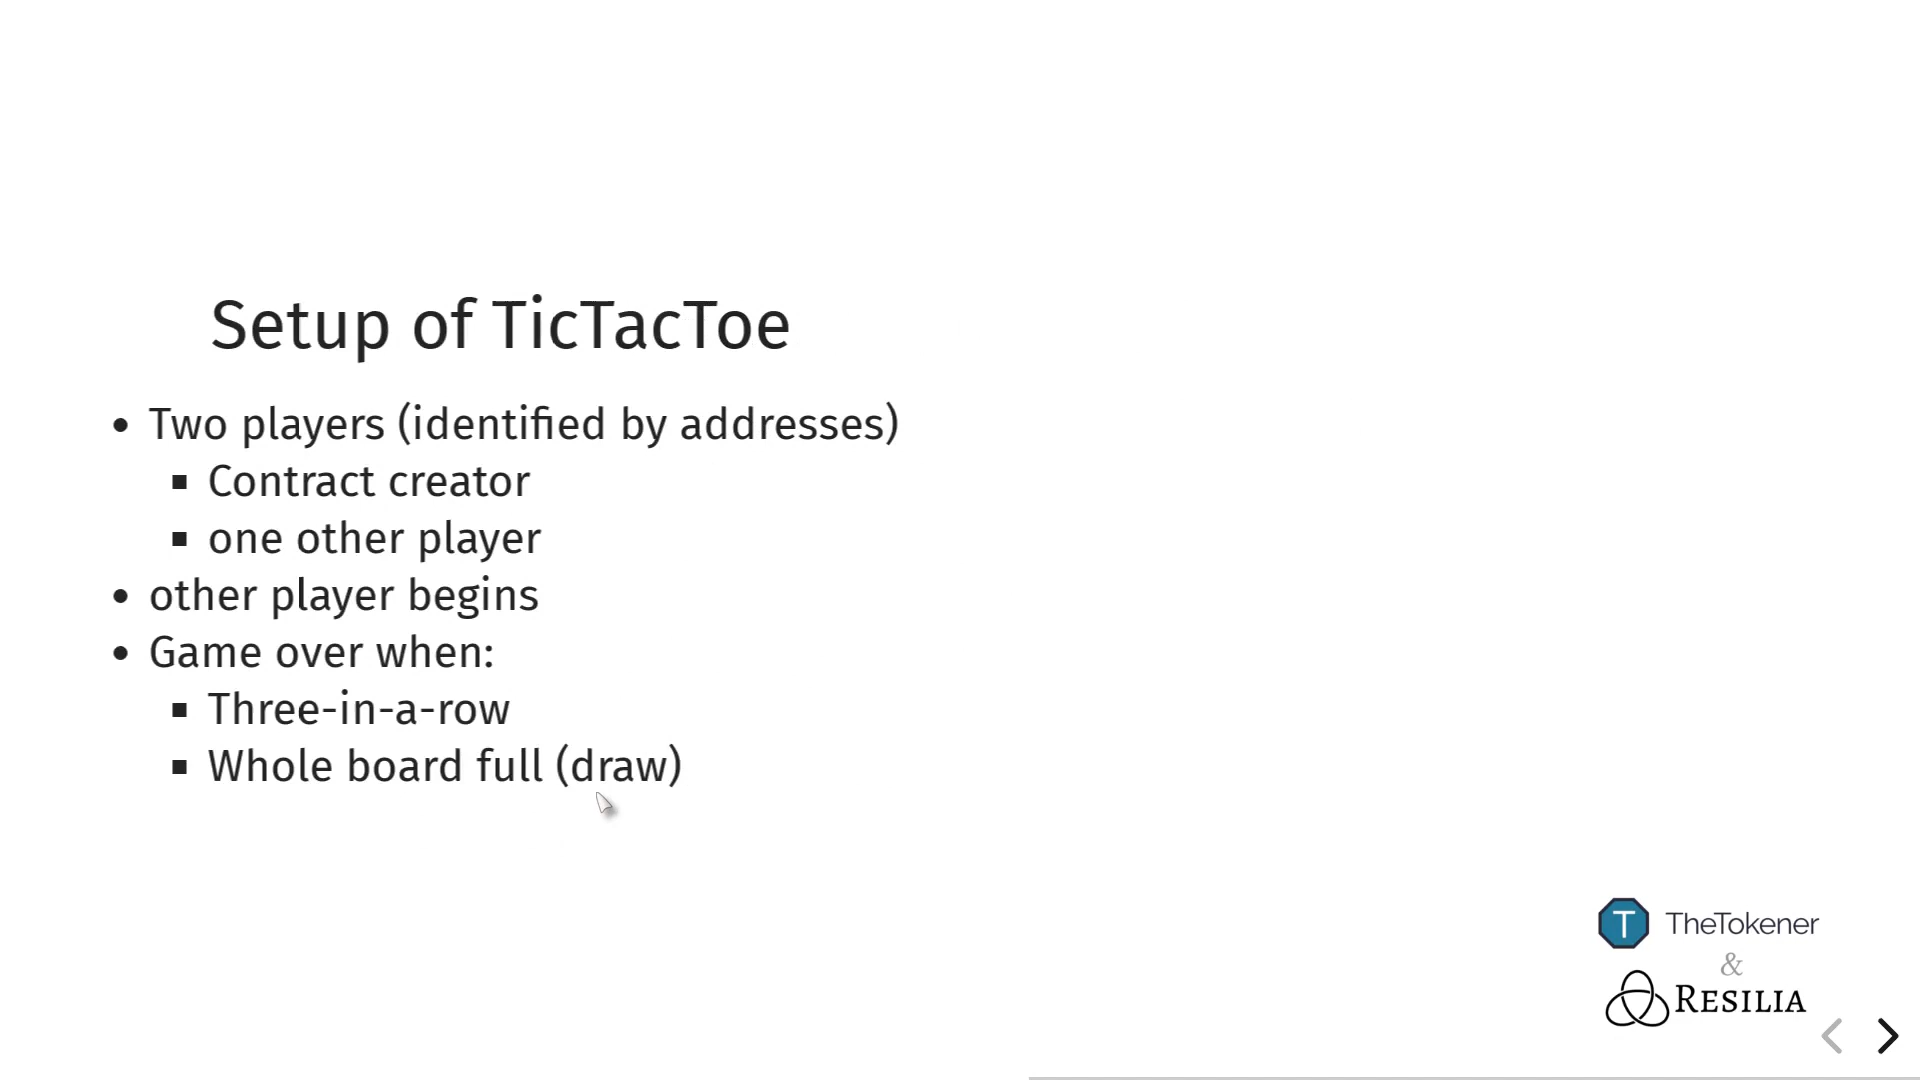 Setup of TicTacToe
Two players (identified by addresses)
Contract creator
one other player
other player begins
Game over when:
Three-in-a-row
Whole board full (draw)
T TheTokener
&
RESILIA